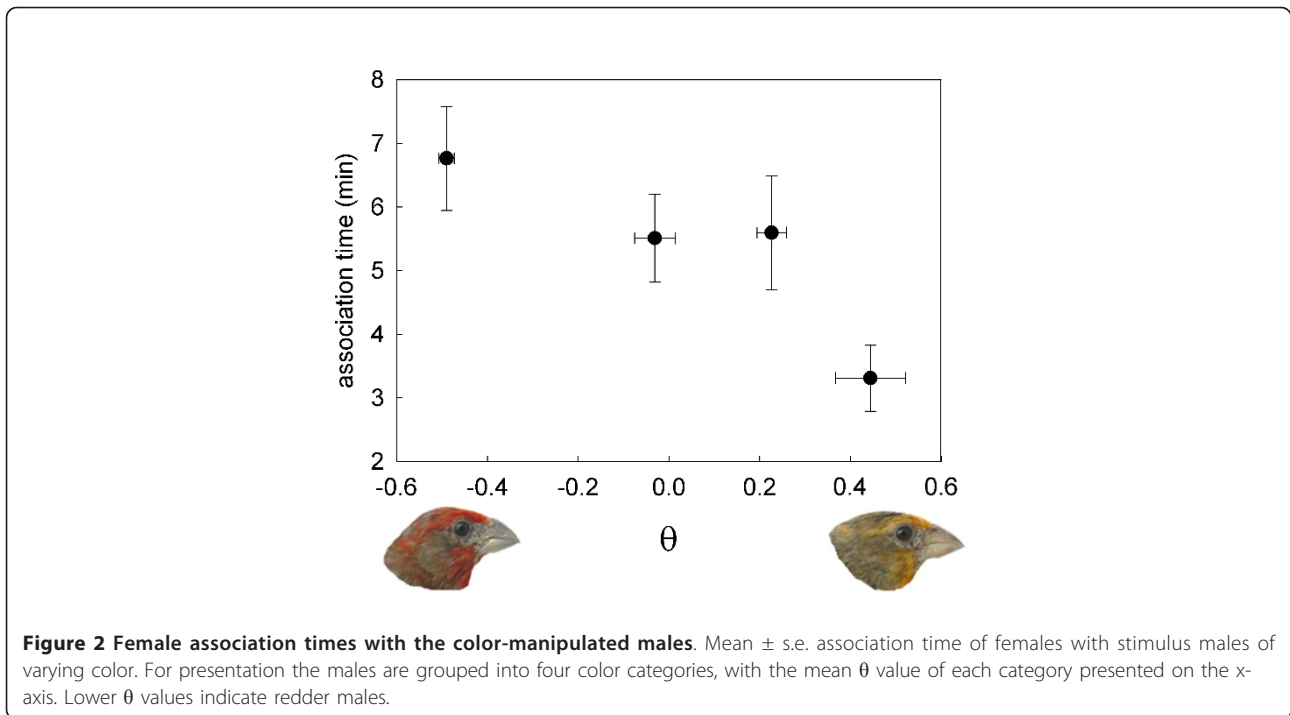 8
7
6
5
4
3
2
association time (min)
-0.6 -0.4 -0.2 0.0 0.2 0.4 0.6
θ
Figure 2 Female association times with the color-manipulated males. Mean ± s.e. association time of females with stimulus males of
varying color. For presentation the males are grouped into four color categories, with the mean θ value of each category presented on the x-
axis. Lower θ values indicate redder males.